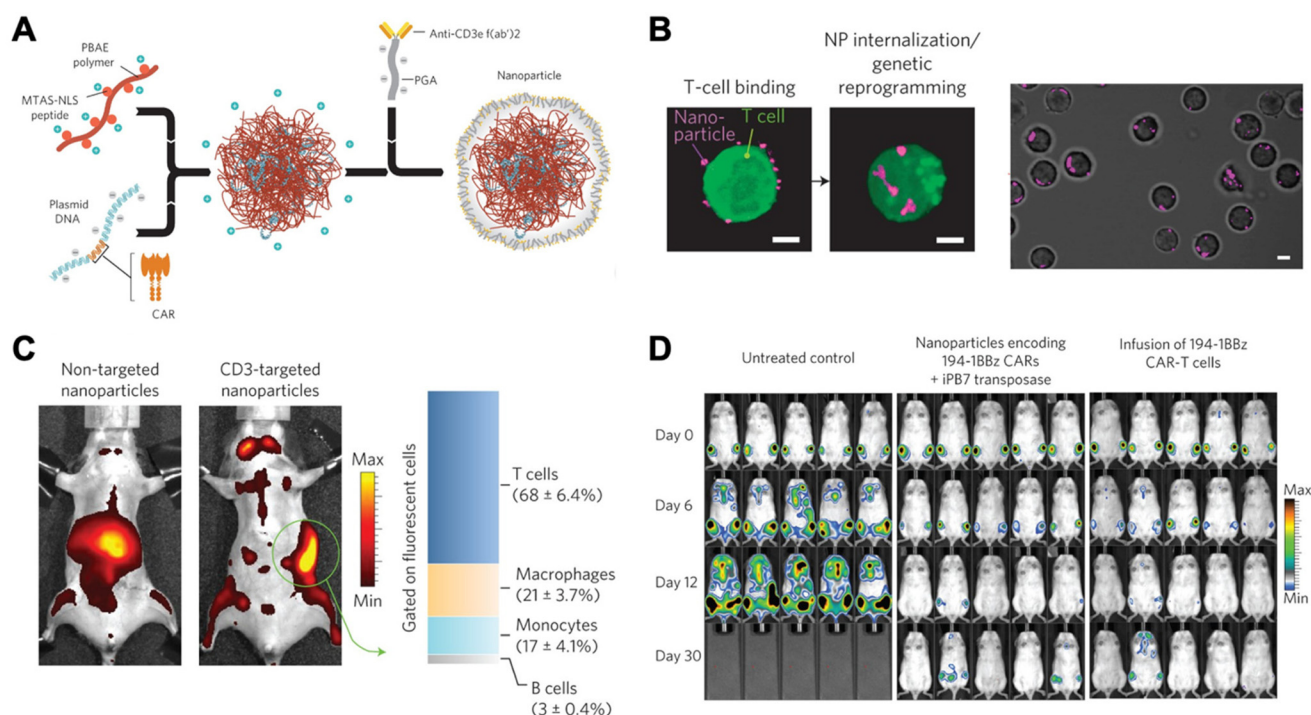 A
PBAE
polymer
MTAS-NLS
peptide
Plasmid
DNA
CAR
Anti-CD3e f(ab')2
PGA
Nanoparticle
B
T-cell binding
NP internalization/
genetic
reprogramming
Nano-
particle
T cell
C
Non-targeted
nanoparticles
CD3-targeted
nanoparticles
Max
Min
Gated on fluorescent cells
T cells
(68 ± 6.4%)
Macrophages
(21 ± 3.7%)
Monocytes
(17 ± 4.1%)
B cells
(3 ± 0.4%)
D
Untreated control
Nanoparticles encoding
194-1BBz CARs
+ iPB7 transposase
Infusion of 194-1BBz
CAR-T cells
Day 0
Day 6
Day 12
Day 30
Max
Min